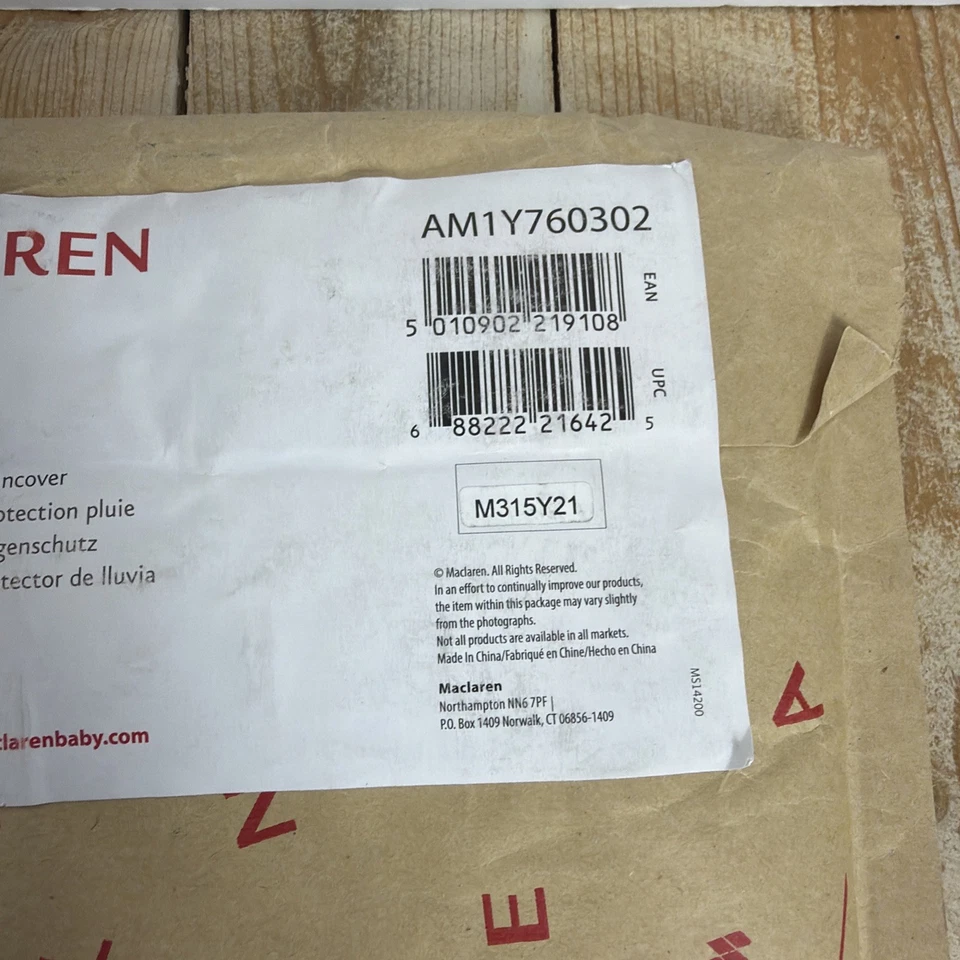 AREN
AM1Y760302
EAN
5 010902 219108
UPC
6 88222 21642 5
ncover
otection pluie
genschutz
tector de lluvia
M315Y21
© Maclaren. All Rights Reserved.
In an effort to continually improve our products,
the item within this package may vary slightly
from the photographs.
Not all products are available in all markets.
Made In China/Fabriqué en Chine/Hecho en China
Maclaren
Northampton NN6 7PF |
P.O. Box 1409 Norwalk, CT 06856-1409
MS14200
clarenbaby.com
A
N
E